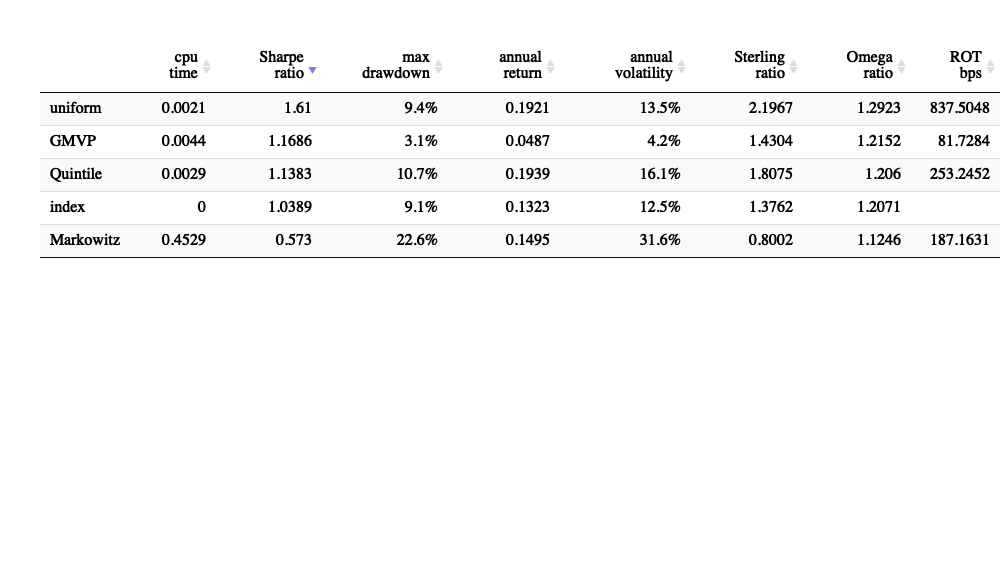 cpu time Sharpe ratio max drawdown annual return annual volatility Sterling ratio Omega ratio ROT bps
uniform 0.0021 1.61 9.4% 0.1921 13.5% 2.1967 1.2923 837.5048
GMVP 0.0044 1.1686 3.1% 0.0487 4.2% 1.4304 1.2152 81.7284
Quintile 0.0029 1.1383 10.7% 0.1939 16.1% 1.8075 1.206 253.2452
index 0 1.0389 9.1% 0.1323 12.5% 1.3762 1.2071
Markowitz 0.4529 0.573 22.6% 0.1495 31.6% 0.8002 1.1246 187.1631